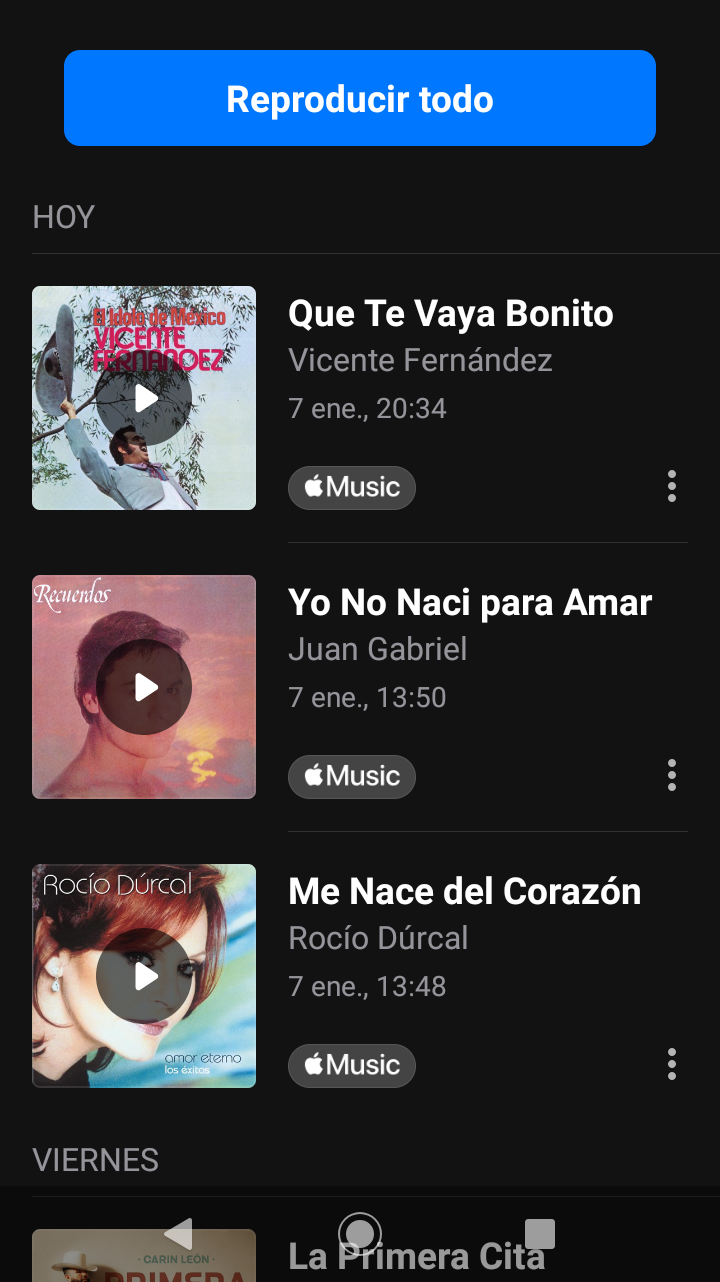 Reproducir todo
HOY
El Idolo de México
VICENTE
FERNANDEZ
Que Te Vaya Bonito
Vicente Fernández
7 ene., 20:34
Music
Recuerdos
Yo No Naci para Amar
Juan Gabriel
7 ene., 13:50
Music
Rocío Dúrcal
amor eterno
los éxitos
Me Nace del Corazón
Rocío Dúrcal
7 ene., 13:48
Music
VIERNES
· CARIN LEÓN ·
PRIMERA
La Primera Cita